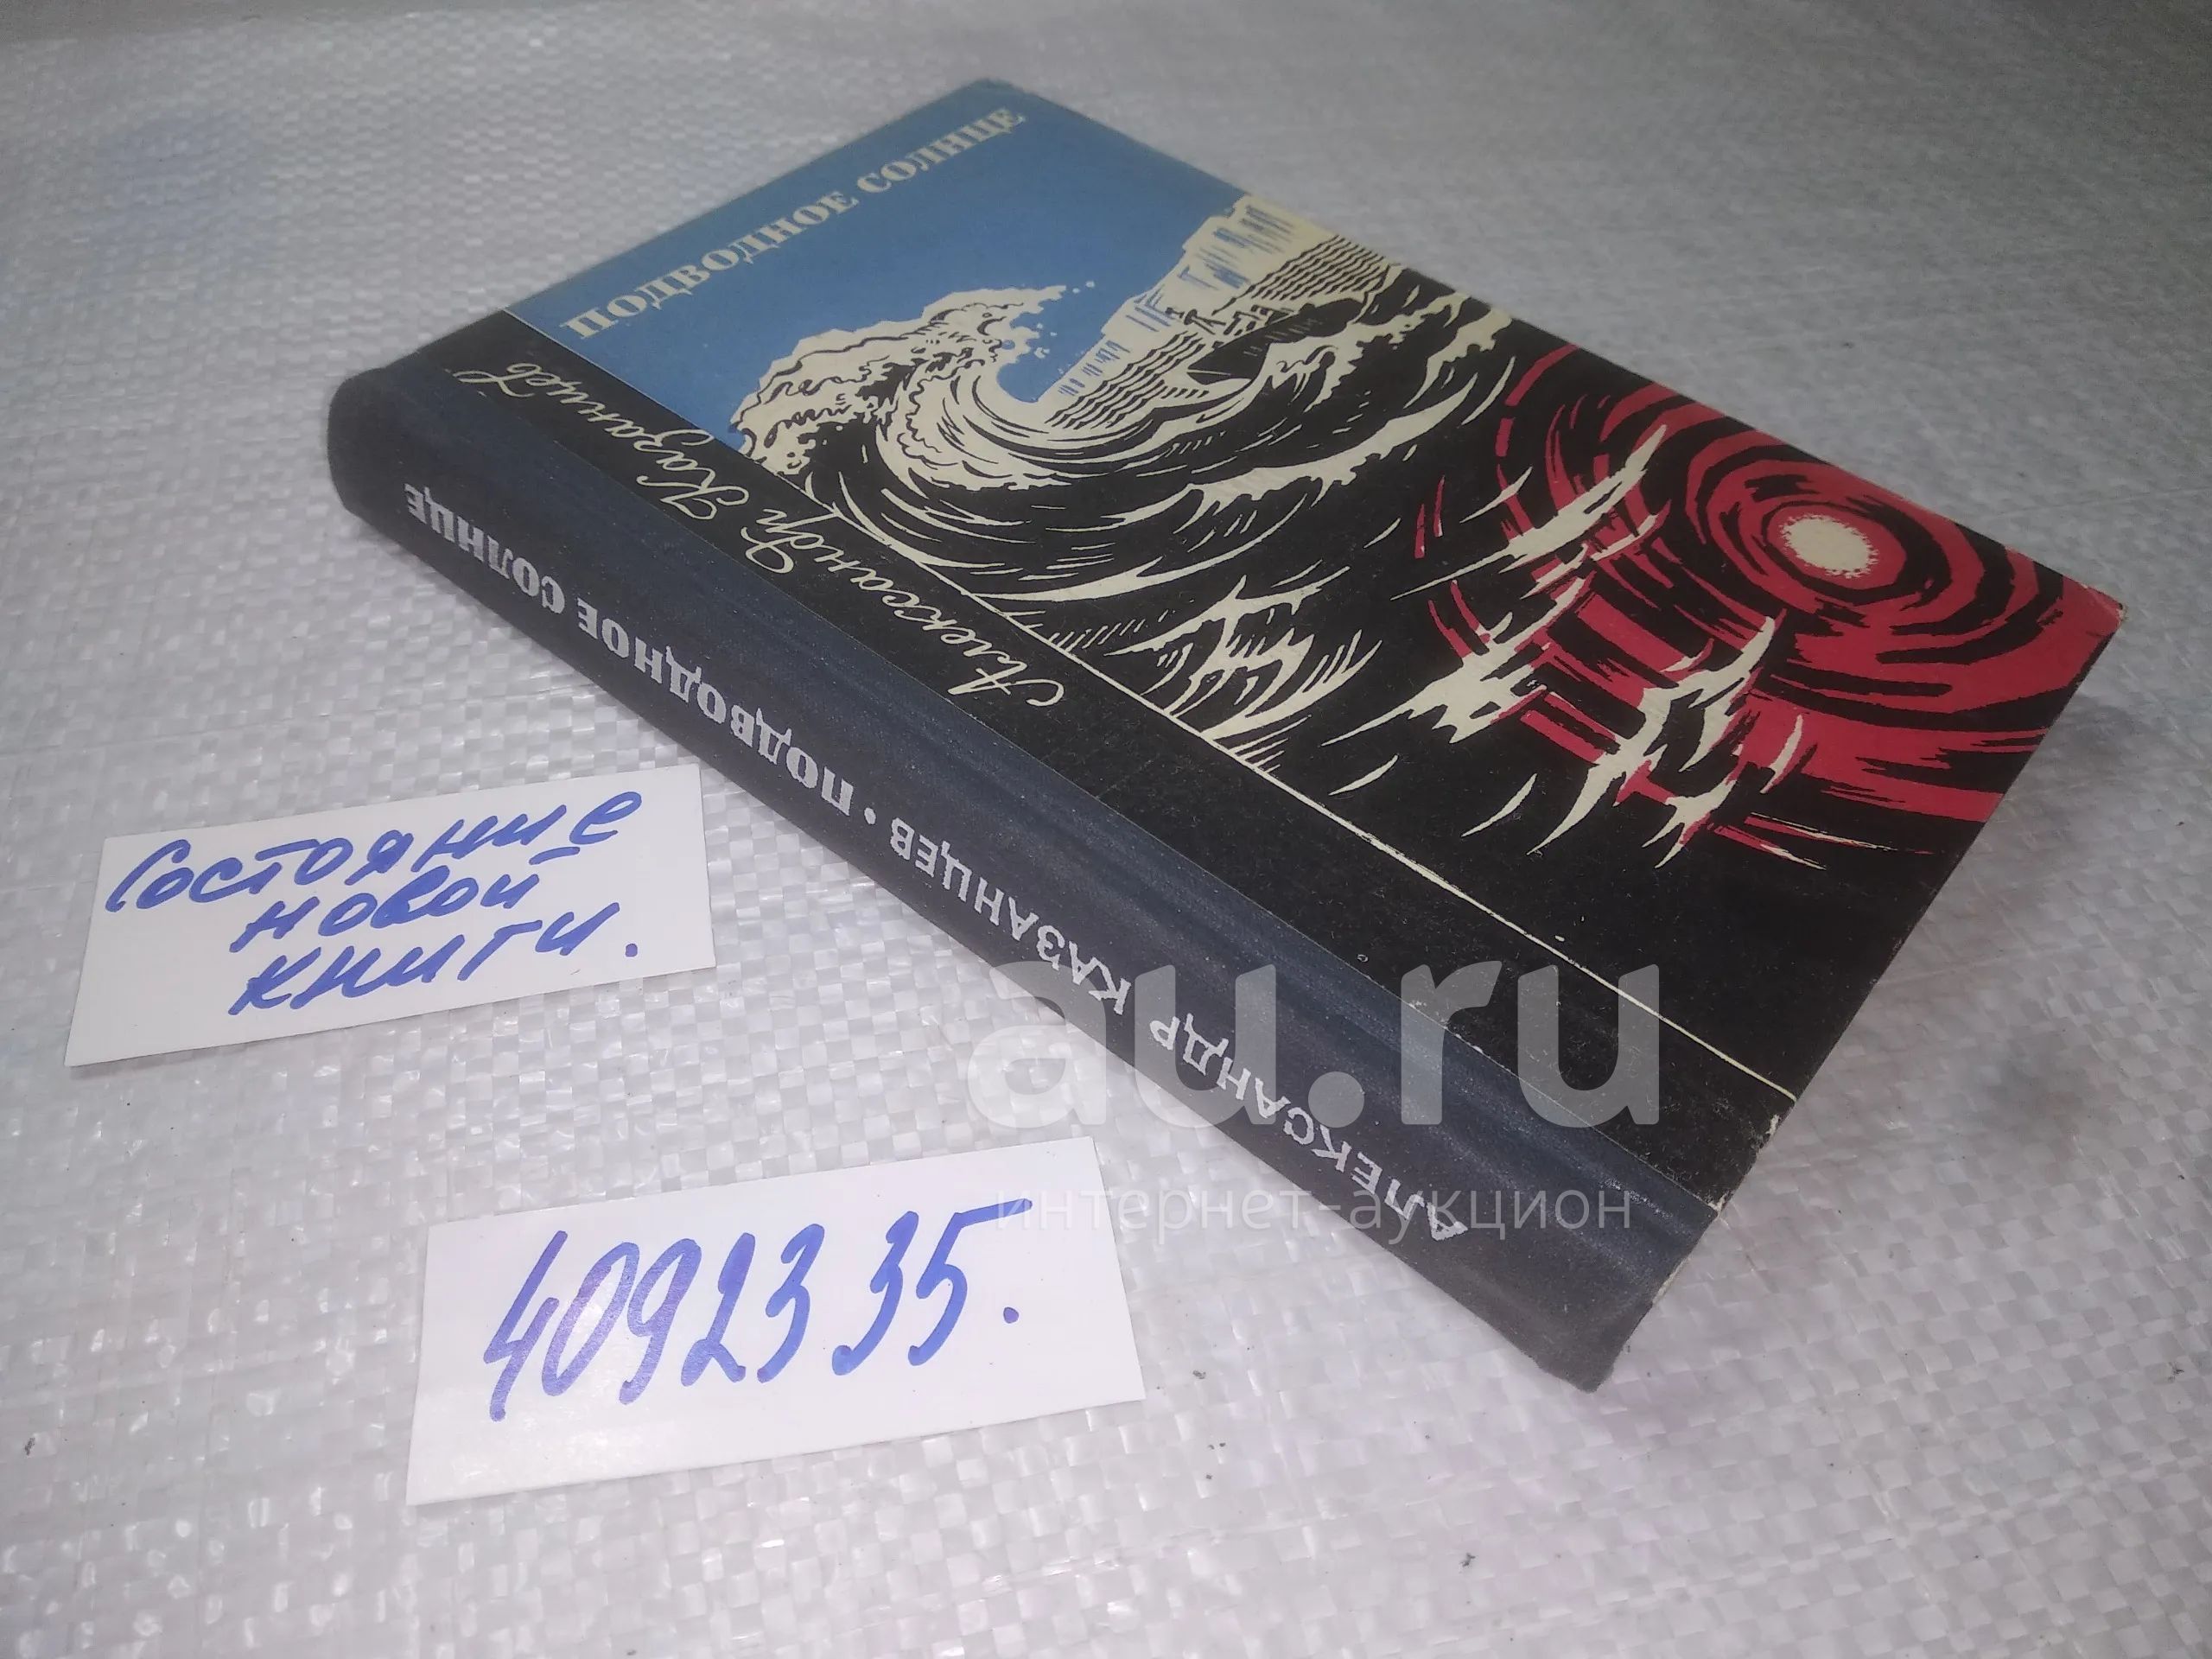 ПОДВОДНОЕ СОЛНЦЕ
Александр Казанцев
АЛЕКСАНДР КАЗАНЦЕВ • ПОДВОДНОЕ СОЛНЦЕ
Состояние
новой
книги.
4092335.
au.ru
интернет-аукцион